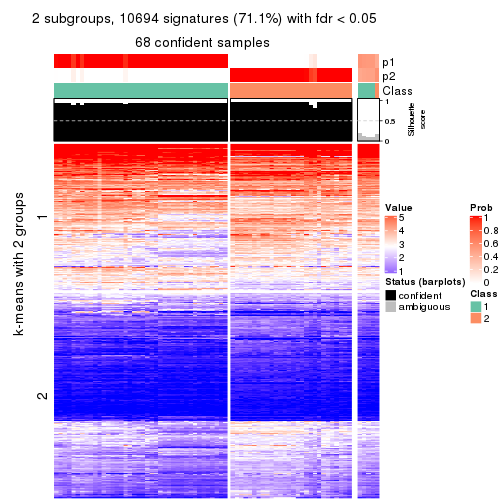 2 subgroups, 10694 signatures (71.1%) with fdr < 0.05
68 confident samples
p1
p2
Class
1
0.5
0
Silhouette
score
k-means with 2 groups
1
2
Value
5
4
3
2
1
Status (barplots)
confident
ambiguous
Prob
1
0.8
0.6
0.4
0.2
0
Class
1
2